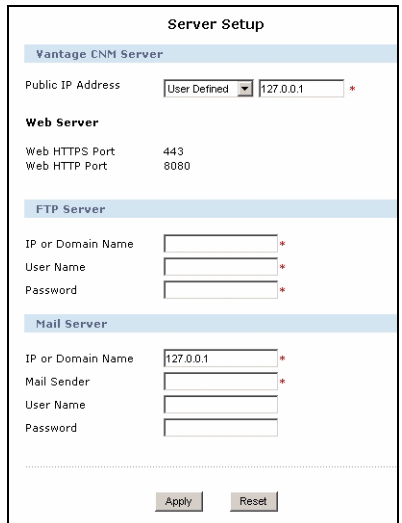 Server Setup
Vantage CNM Server
Public IP Address User Defined 127.0.0.1 *
Web Server
Web HTTPS Port 443
Web HTTP Port 8080
FTP Server
IP or Domain Name *
User Name *
Password *
Mail Server
IP or Domain Name 127.0.0.1 *
Mail Sender *
User Name
Password
Apply Reset